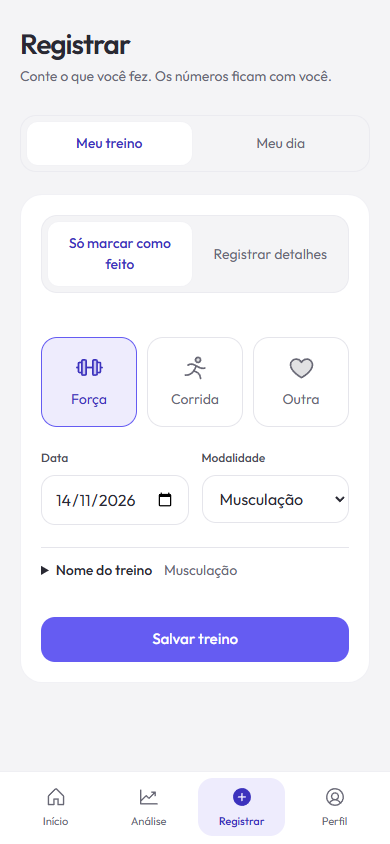 Registrar
Conte o que você fez. Os números ficam com você.
Meu treino
Meu dia
Só marcar como
feito
Registrar detalhes
Força
Corrida
Outra
Data
Modalidade
14/11/2026
Musculação
Nome do treino Musculação
Salvar treino
Início
Análise
Registrar
Perfil